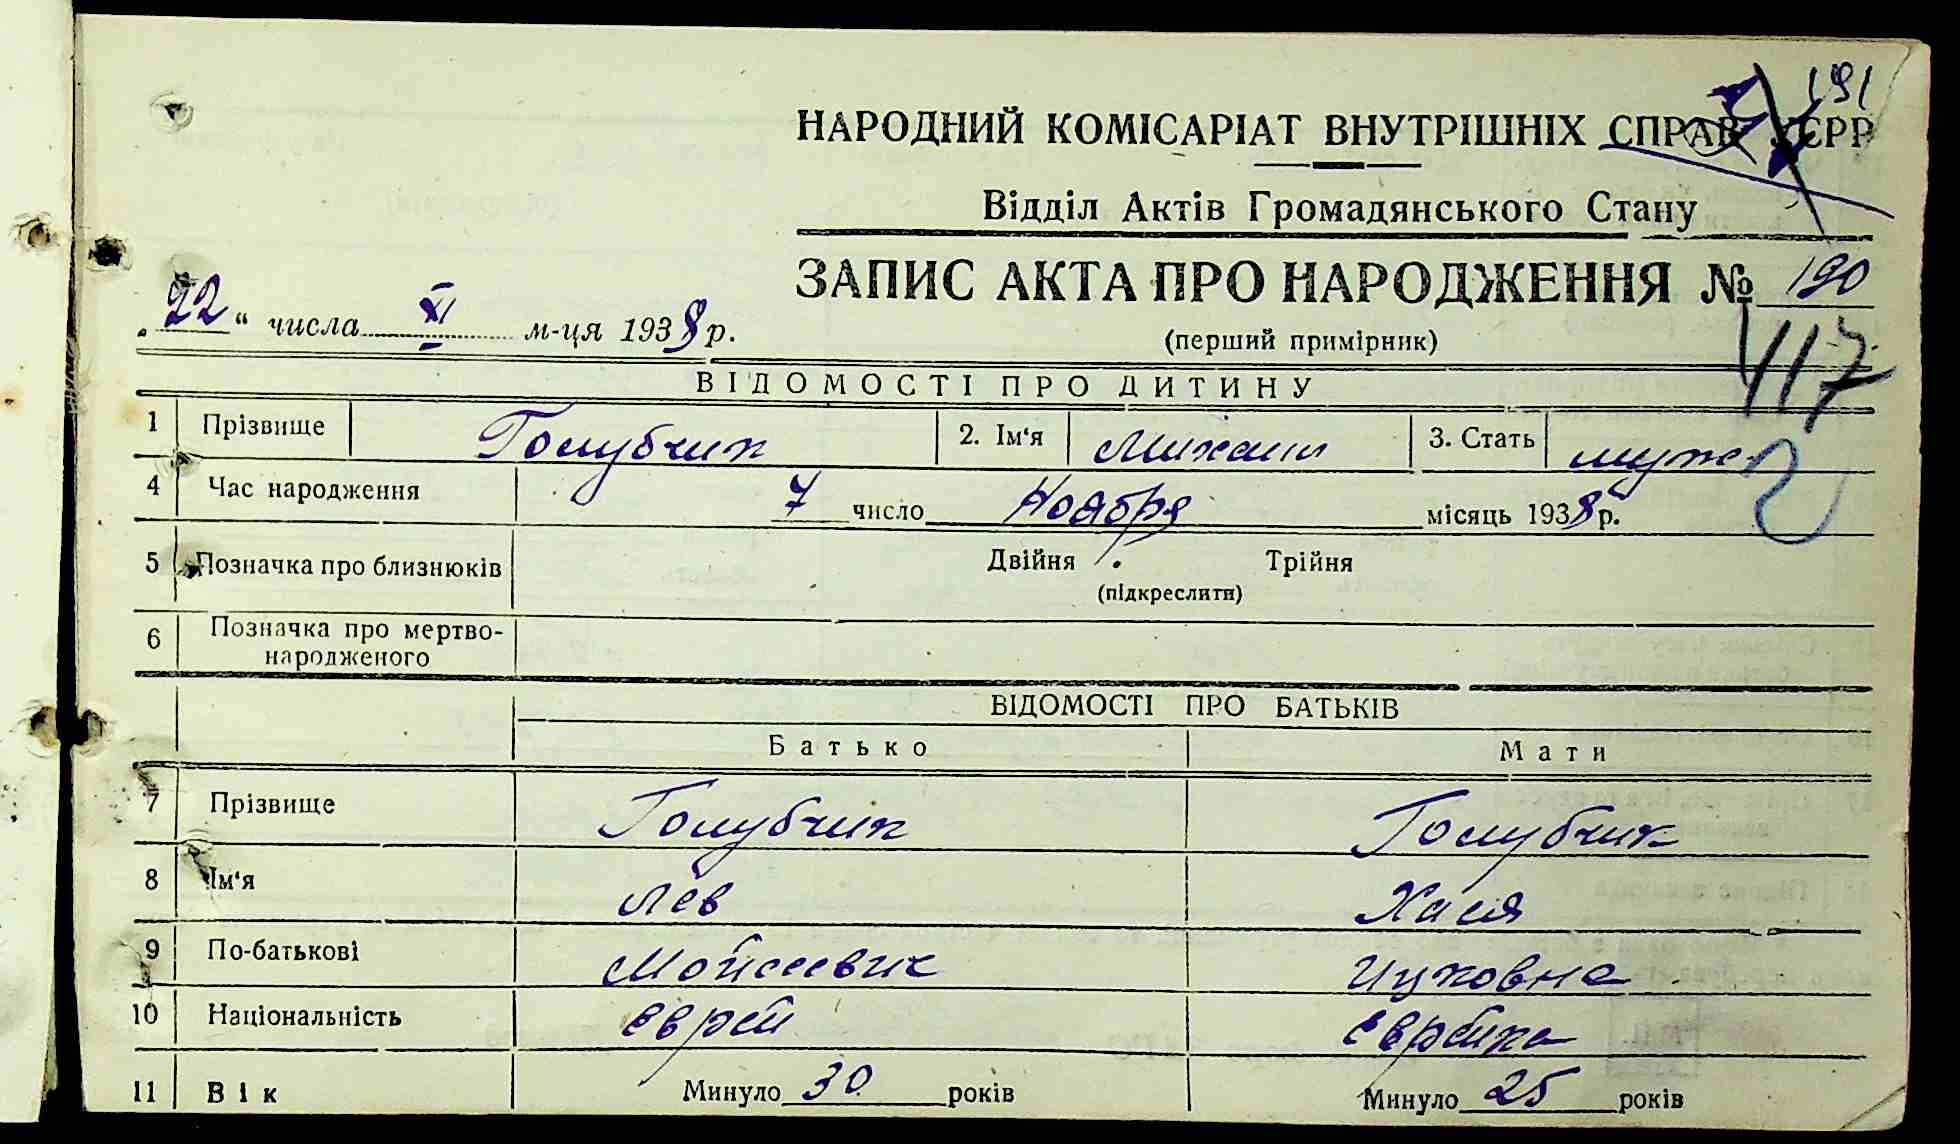 191
НАРОДНИЙ КОМІСАРІАТ ВНУТРІШНІХ СПРАВ УСРР
Відділ Актів Громадянського Стану
ЗАПИС АКТА ПРО НАРОДЖЕННЯ № 190
„22“ числа XI м-ця 1938 р.
(перший примірник)
117
ВІДОМОСТІ ПРО ДИТИНУ
1 Прізвище Голубчик 2. Ім‘я Михаил 3. Стать муж.
4 Час народження 7 число Ноября місяць 1938 р.
5 Позначка про близнюків Двійня Трійня
(підкреслити)
6 Позначка про мертво-
народженого
ВІДОМОСТІ ПРО БАТЬКІВ
Батько Мати
7 Прізвище Голубчик Голубчик
8 Ім‘я Лев Хася
9 По-батькові Мойсеевич Ицковна
10 Національність еврей еврейка
11 Вік Минуло 30 років Минуло 25 років